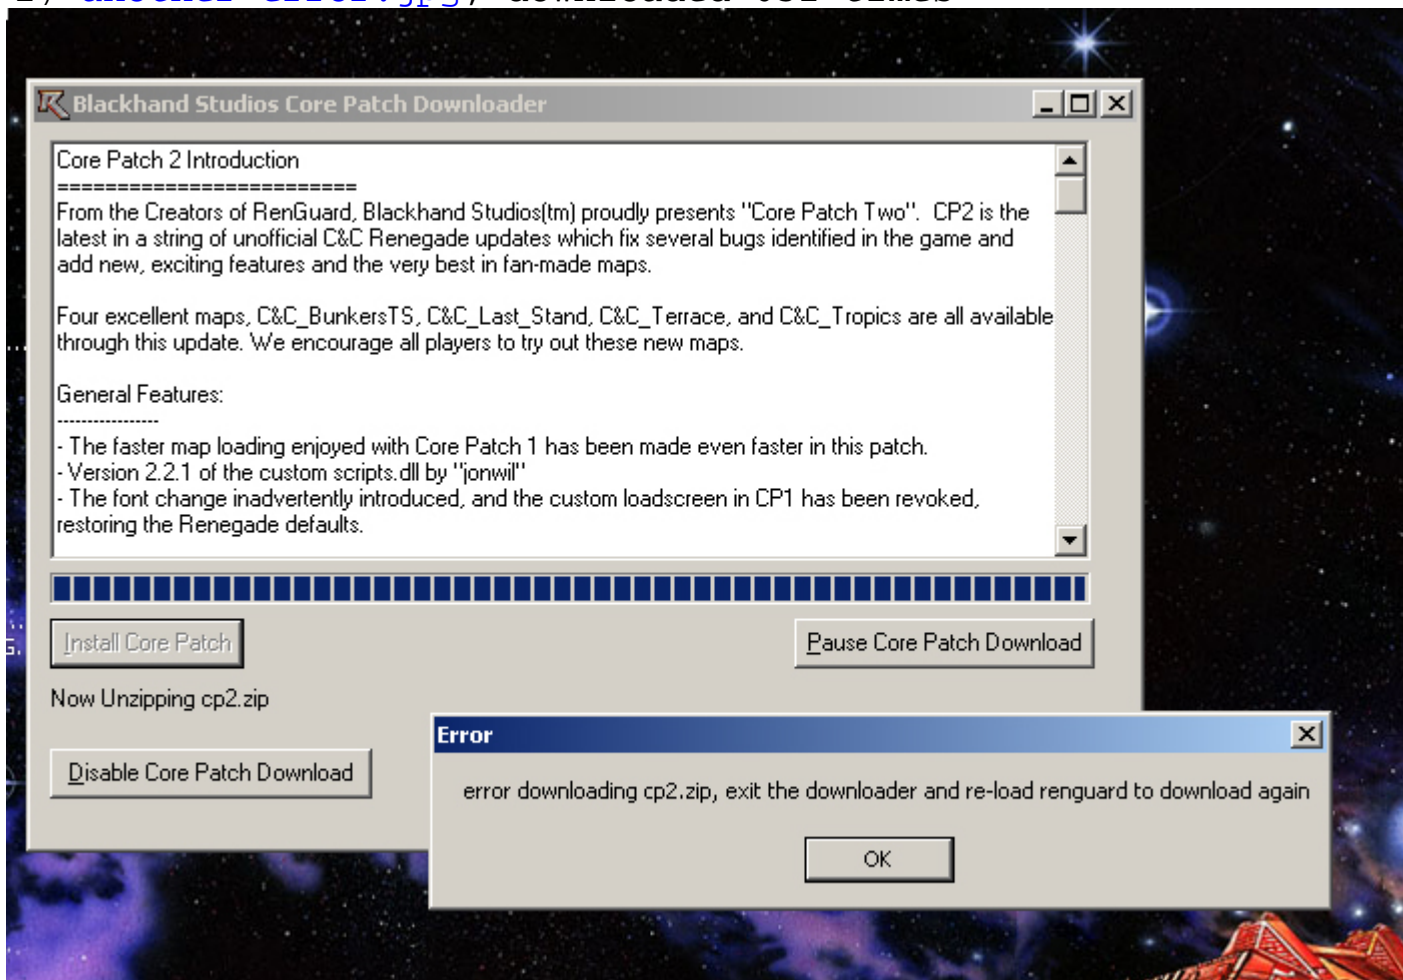 Blackhand Studios Core Patch Downloader
Core Patch 2 Introduction
=========================
From the Creators of RenGuard, Blackhand Studios(tm) proudly presents "Core Patch Two".  CP2 is the
latest in a string of unofficial C&C Renegade updates which fix several bugs identified in the game and
add new, exciting features and the very best in fan-made maps.
Four excellent maps, C&C_BunkersTS, C&C_Last_Stand, C&C_Terrace, and C&C_Tropics are all available
through this update. We encourage all players to try out these new maps.
General Features:
----------------
- The faster map loading enjoyed with Core Patch 1 has been made even faster in this patch.
- Version 2.2.1 of the custom scripts.dll by "jonwil"
- The font change inadvertently introduced, and the custom loadscreen in CP1 has been revoked,
restoring the Renegade defaults.
Install Core Patch
Pause Core Patch Download
Now Unzipping cp2.zip
Disable Core Patch Download
Error
error downloading cp2.zip, exit the downloader and re-load renguard to download again
OK